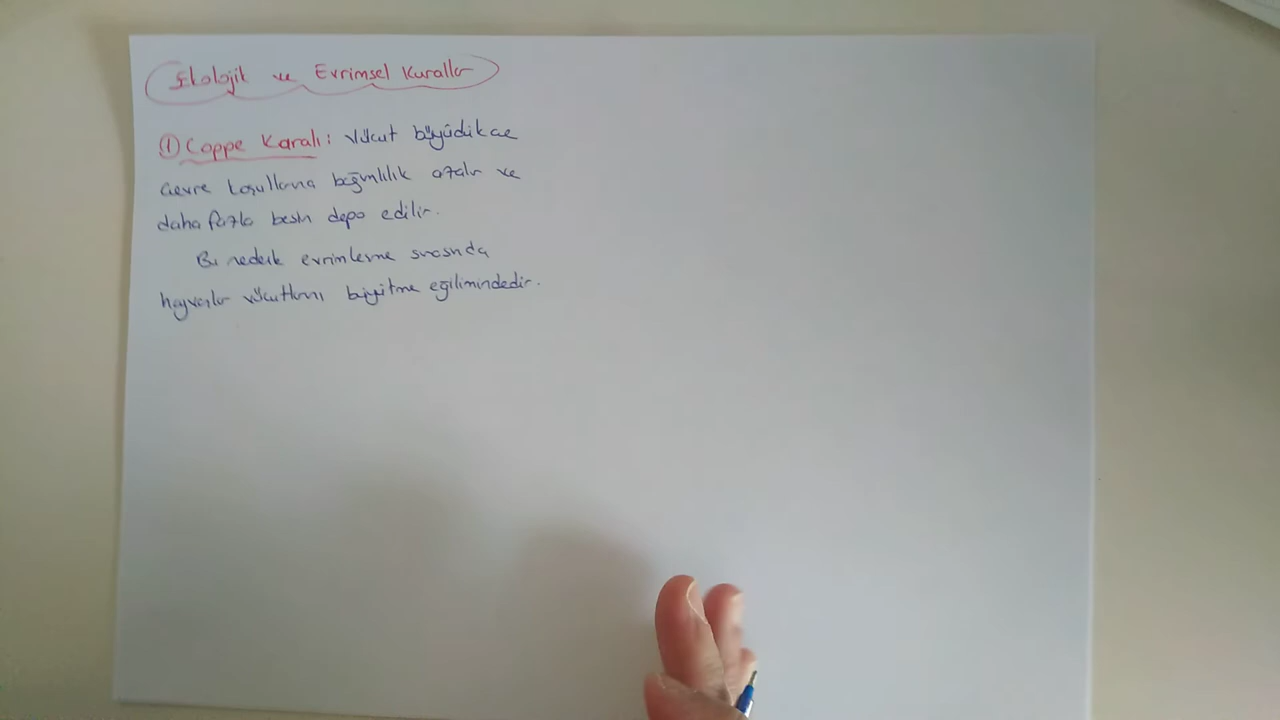 Ekolojik ve Evrimsel Kurallar
① Coppe Kuralı: Vücut büyüdükçe
çevre koşullarına bağımlılık azalır ve
daha fazla besin depo edilir.
Bu nedenle evrimleşme sırasında
hayvanlar vücutlarını büyütme eğilimindedir.